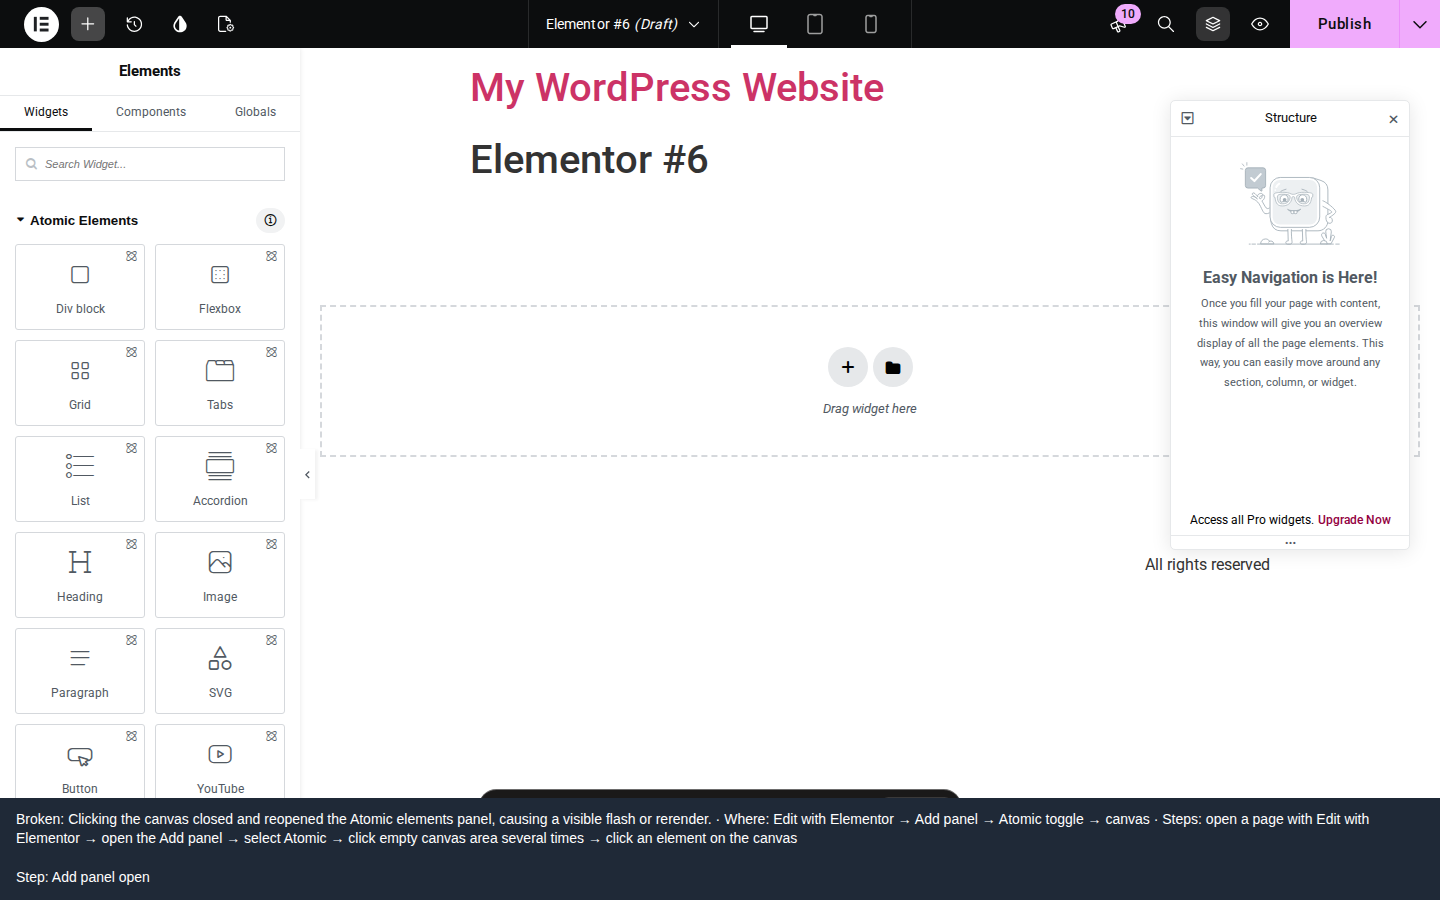 Elementor #6 (Draft)
10
Publish
Elements
Widgets Components Globals
Search Widget...
Atomic Elements
Div block Flexbox
Grid Tabs
List Accordion
Heading Image
Paragraph SVG
Button YouTube
My WordPress Website
Elementor #6
Drag widget here
All rights reserved
Structure
Easy Navigation is Here!
Once you fill your page with content,
this window will give you an overview
display of all the page elements. This
way, you can easily move around any
section, column, or widget.
Access all Pro widgets. Upgrade Now
Broken: Clicking the canvas closed and reopened the Atomic elements panel, causing a visible flash or rerender. · Where: Edit with Elementor → Add panel → Atomic toggle → canvas · Steps: open a page with Edit with
Elementor → open the Add panel → select Atomic → click empty canvas area several times → click an element on the canvas
Step: Add panel open